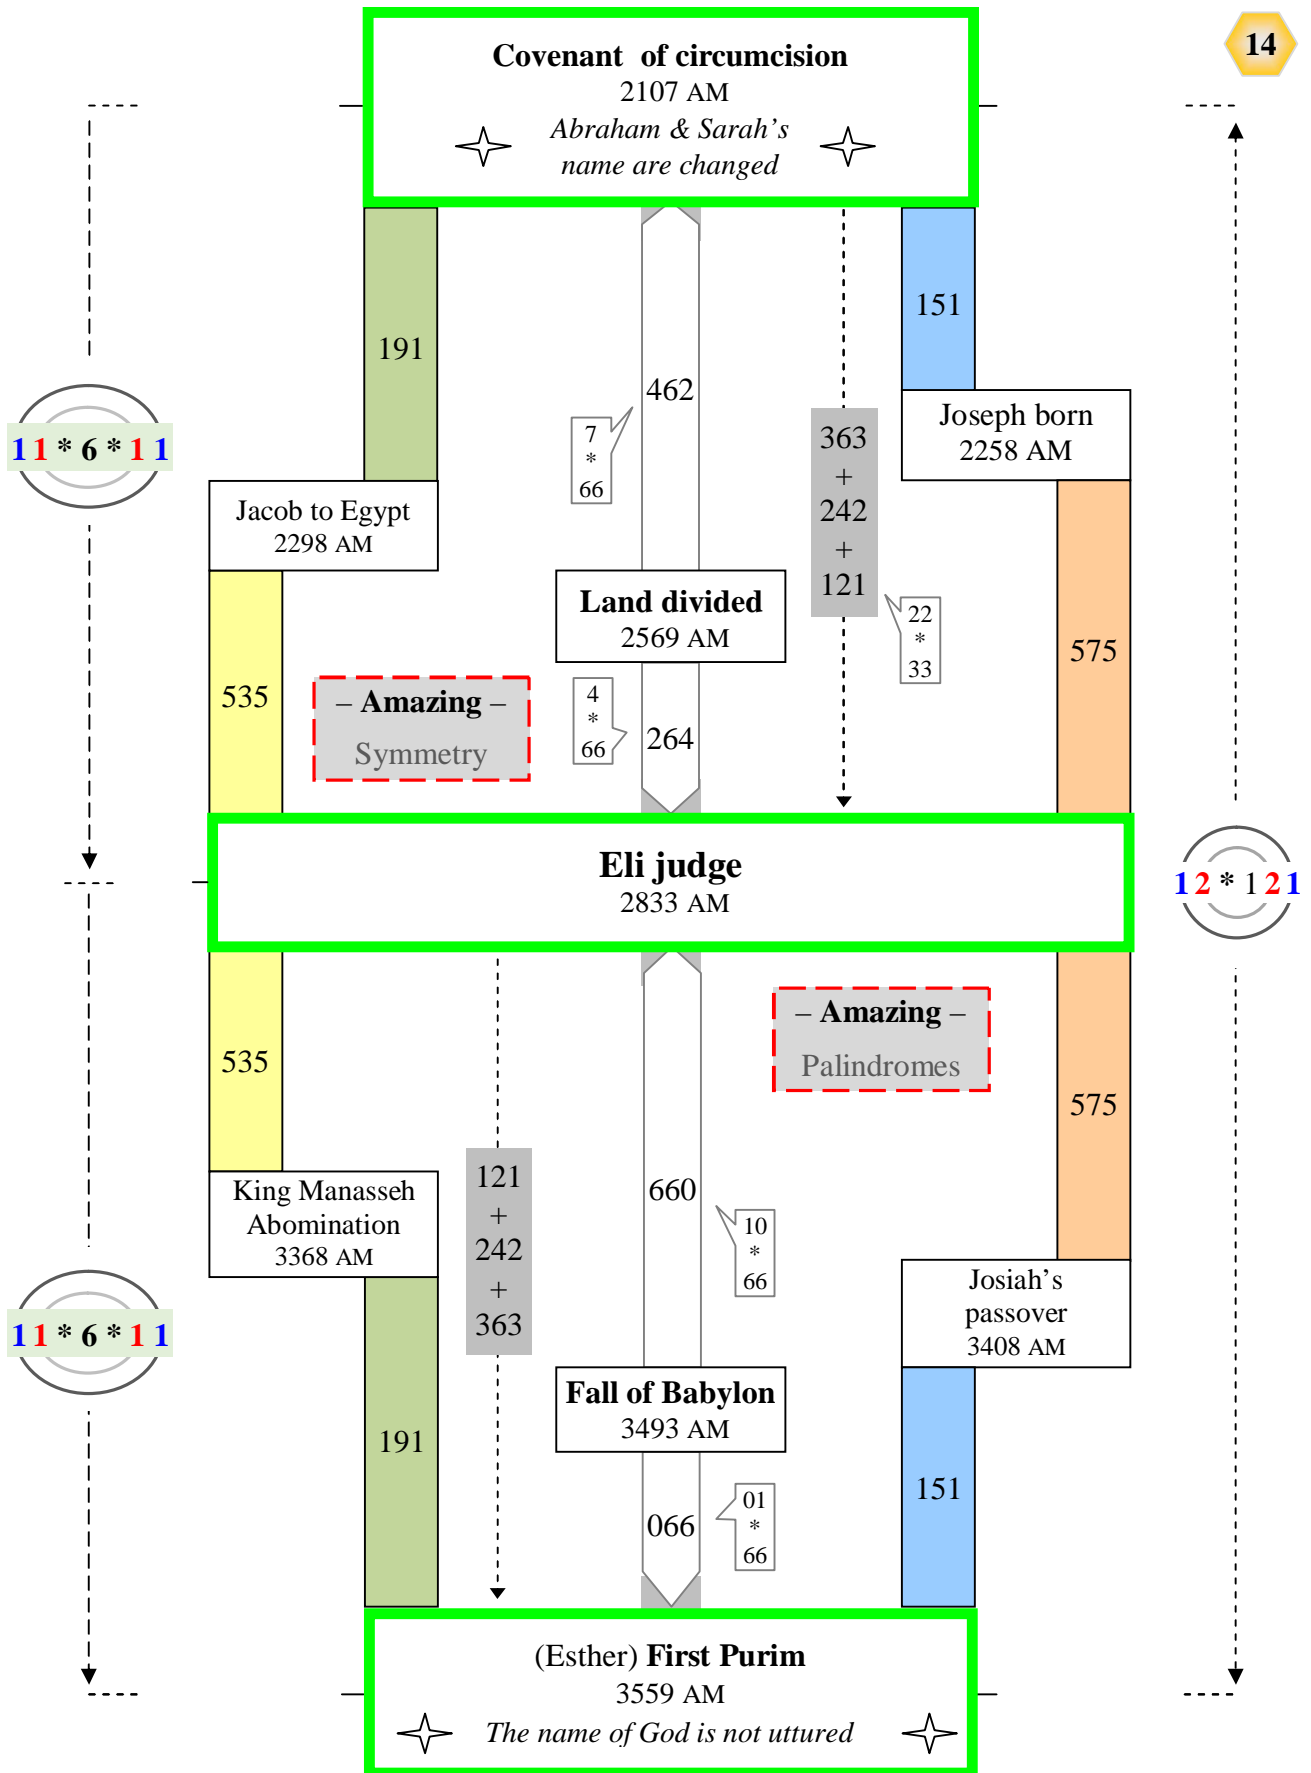 14
Covenant of circumcision
2107 AM
Abraham & Sarah's
name are changed
191
151
462
7
*
66
363
+
242
+
121
22
*
33
Joseph born
2258 AM
11 * 6 * 11
Jacob to Egypt
2298 AM
Land divided
2569 AM
575
535
– Amazing –
Symmetry
4
*
66
264
Eli judge
2833 AM
12 * 121
535
– Amazing –
Palindromes
575
King Manasseh
Abomination
3368 AM
121
+
242
+
363
660
10
*
66
Josiah's
passover
3408 AM
11 * 6 * 11
Fall of Babylon
3493 AM
191
151
066
01
*
66
(Esther) First Purim
3559 AM
The name of God is not uttured